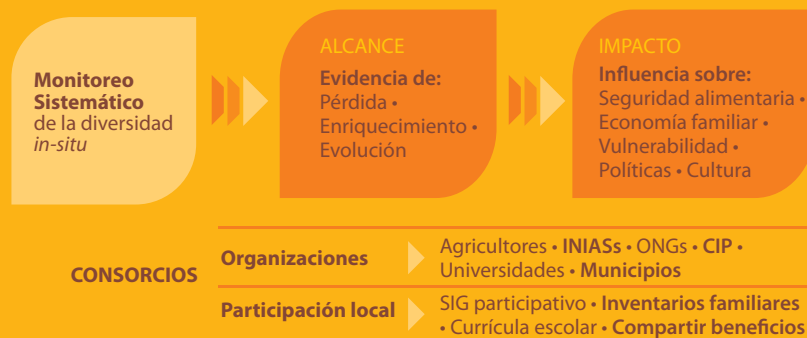 Monitoreo
Sistemático
de la diversidad
in-situ
ALCANCE
Evidencia de:
Pérdida •
Enriquecimiento •
Evolución
IMPACTO
Influencia sobre:
Seguridad alimentaria •
Economía familiar •
Vulnerabilidad •
Políticas • Cultura
CONSORCIOS
Organizaciones
Agricultores • INIASs • ONGs • CIP •
Universidades • Municipios
Participación local
SIG participativo • Inventarios familiares
• Currícula escolar • Compartir beneficios